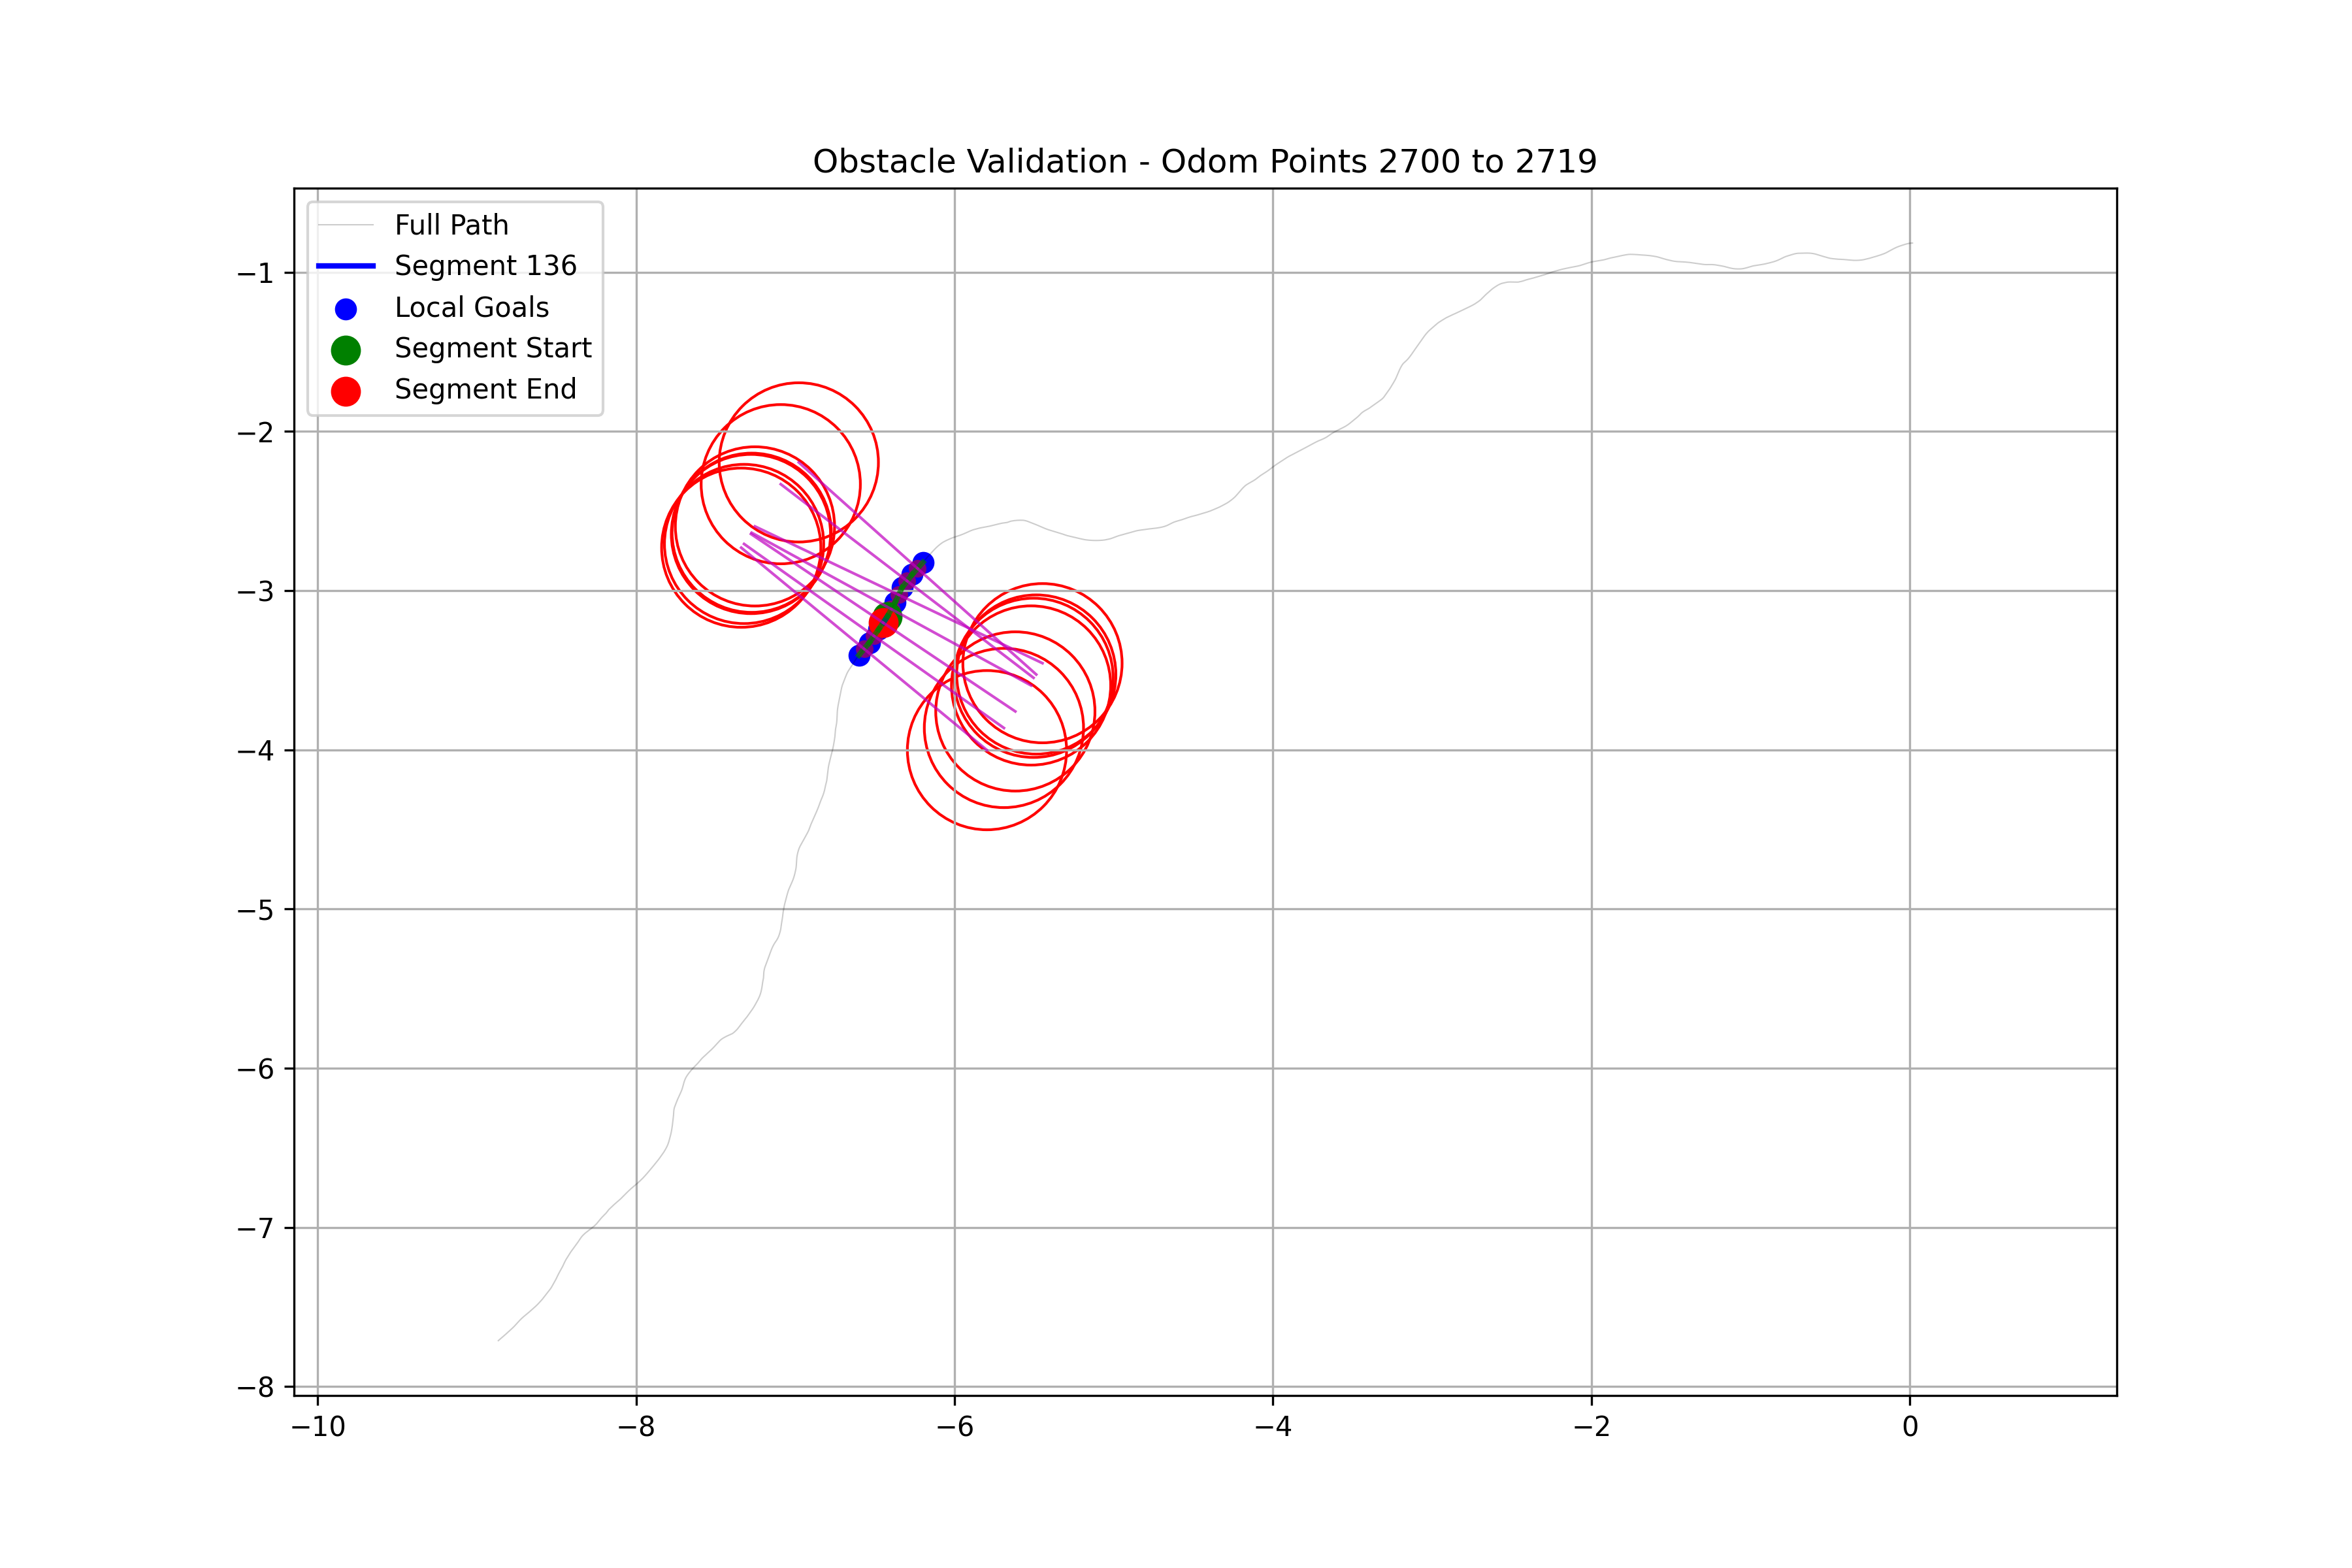 Obstacle Validation - Odom Points 2700 to 2719
Full Path
Segment 136
Local Goals
Segment Start
Segment End
−1
−2
−3
−4
−5
−6
−7
−8
−10
−8
−6
−4
−2
0